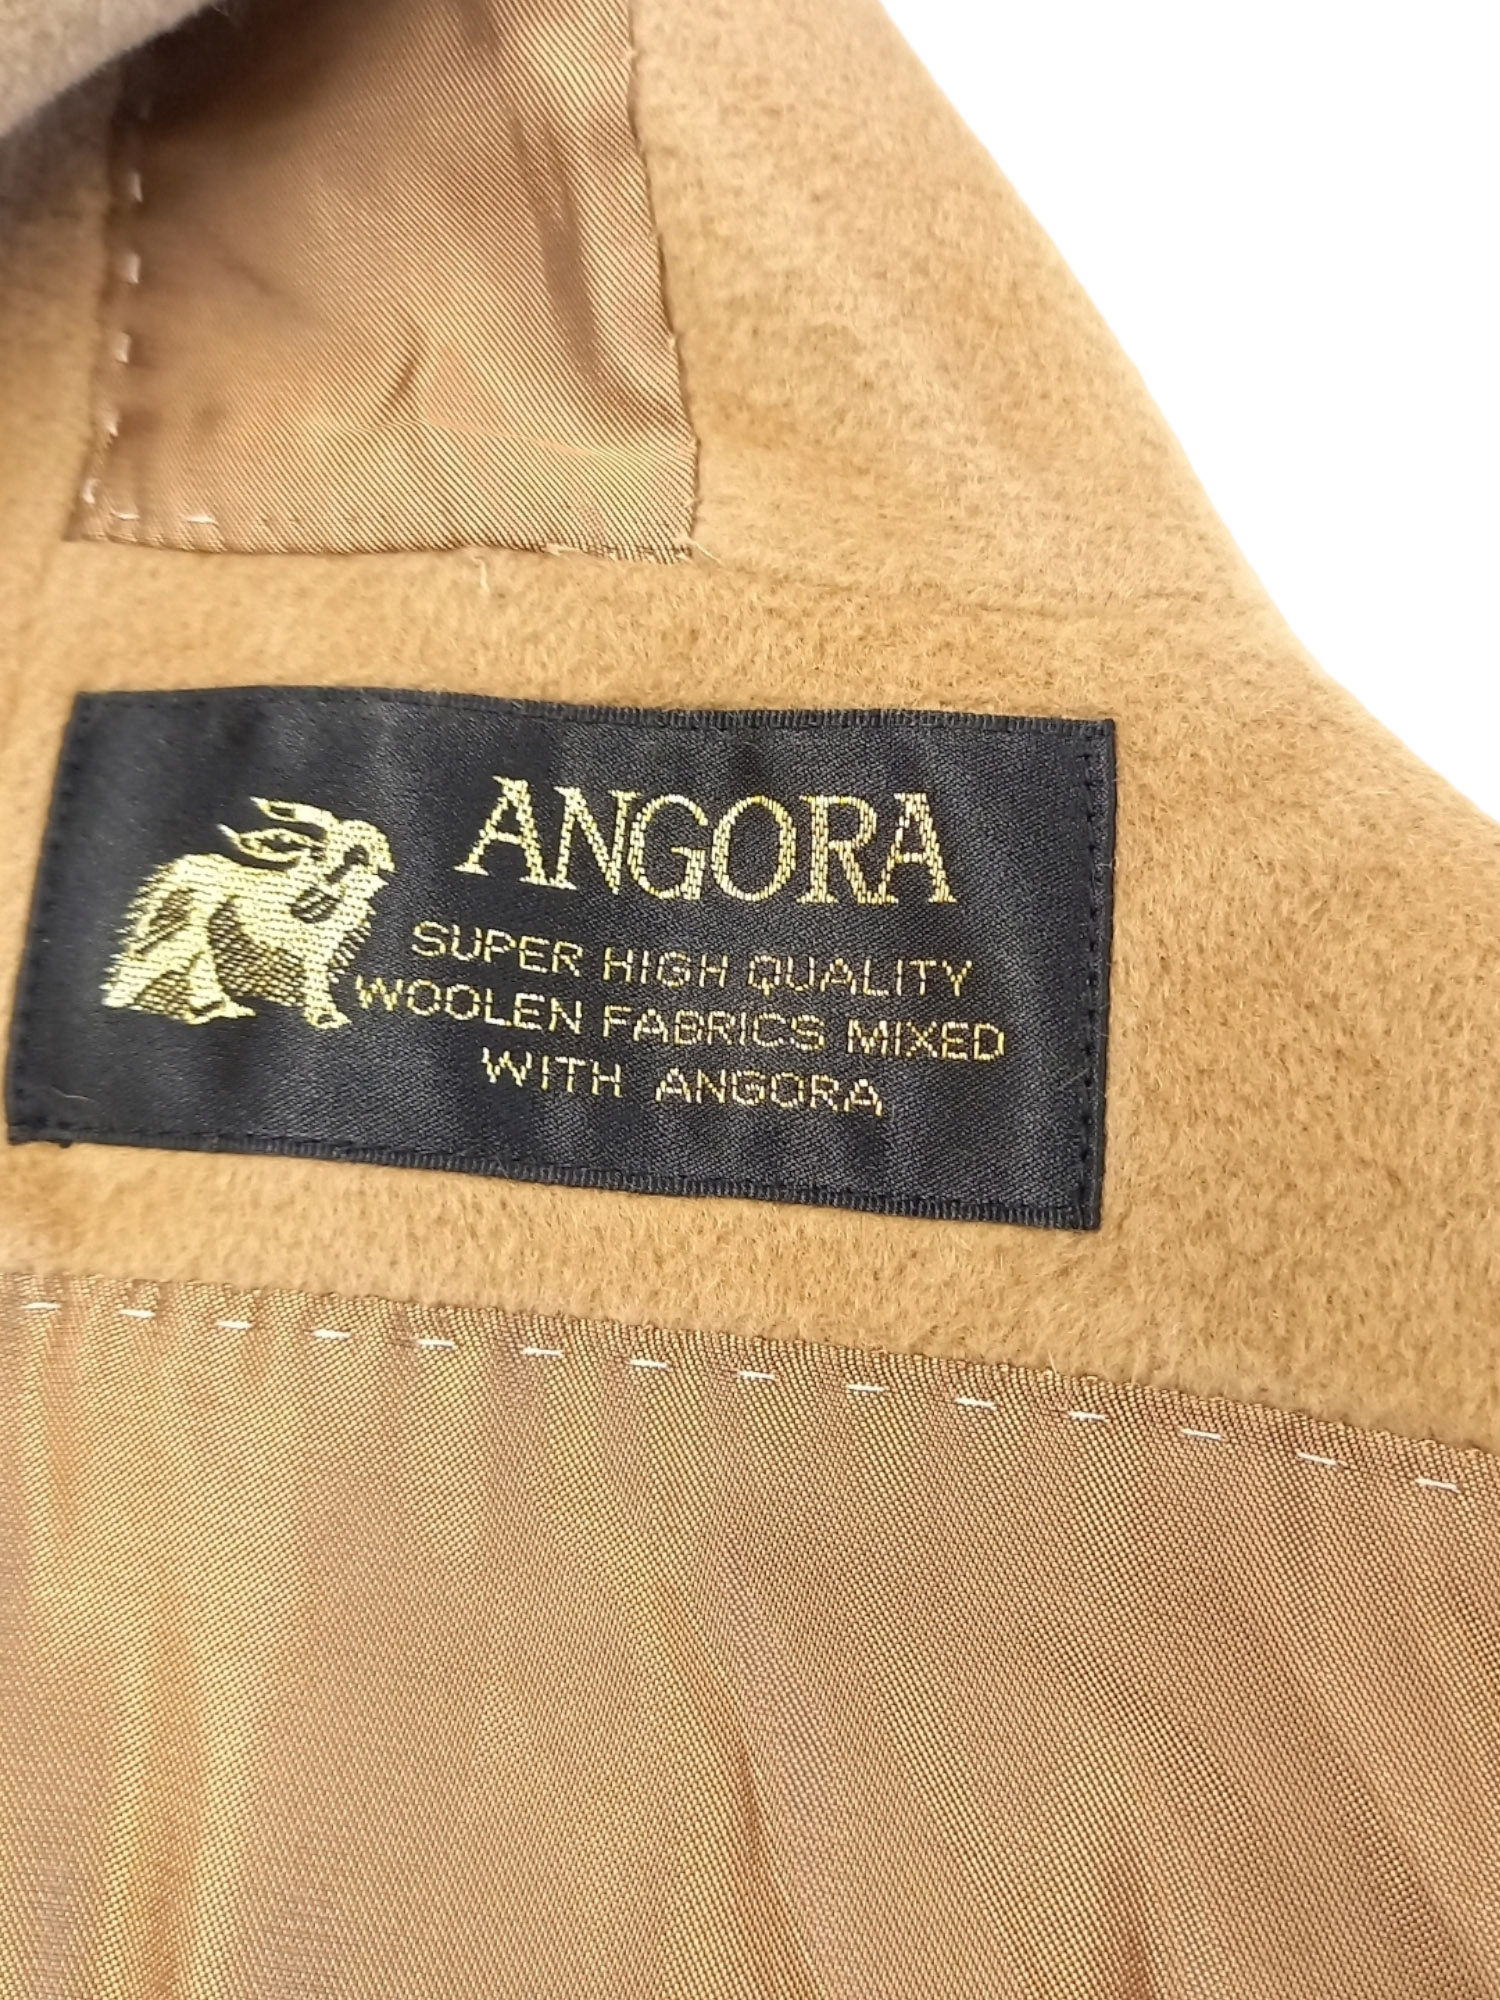 ANGORA
SUPER HIGH QUALITY
WOOLEN FABRICS MIXED
WITH ANGORA